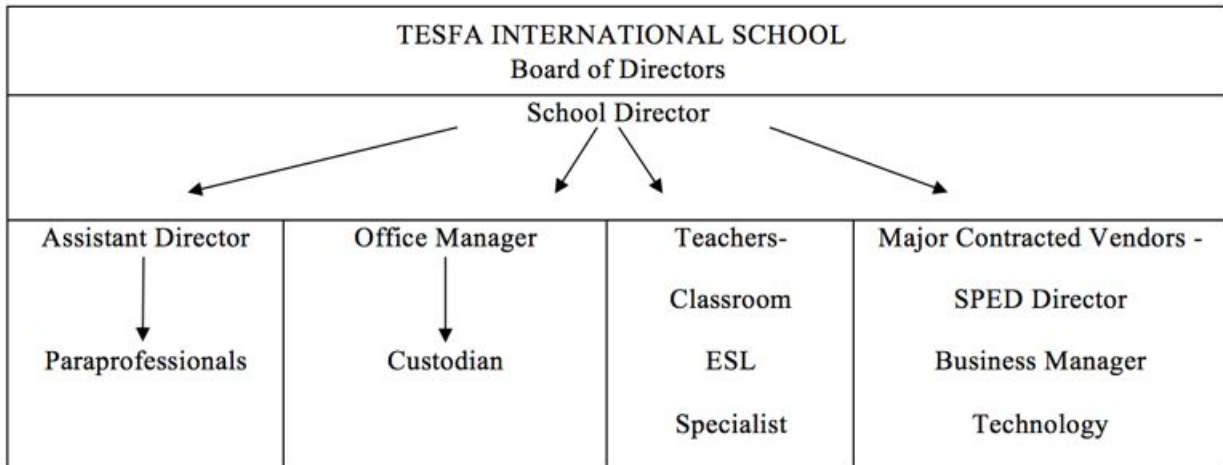 TESFA INTERNATIONAL SCHOOL
Board of Directors
School Director
Assistant Director
Paraprofessionals
Office Manager
Custodian
Teachers-
Classroom
ESL
Specialist
Major Contracted Vendors -
SPED Director
Business Manager
Technology